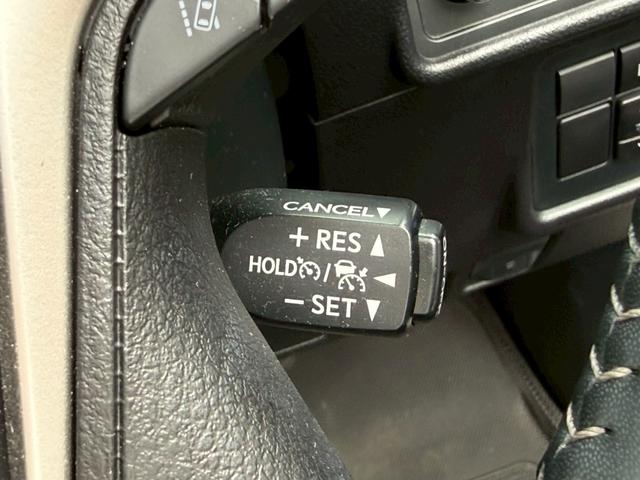 CANCEL▼
+ RES ▲
HOLD / ◀
− SET ▼